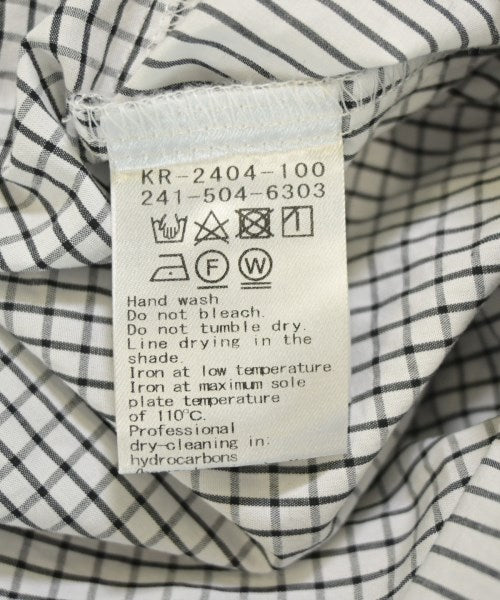 KR-2404-100
241-504-6303
F W
Hand wash
Do not bleach.
Do not tumble dry.
Line drying in the
shade.
Iron at low temperature.
Iron at maximum sole
plate temperature
of 110℃.
Professional
dry-cleaning in:
hydrocarbons